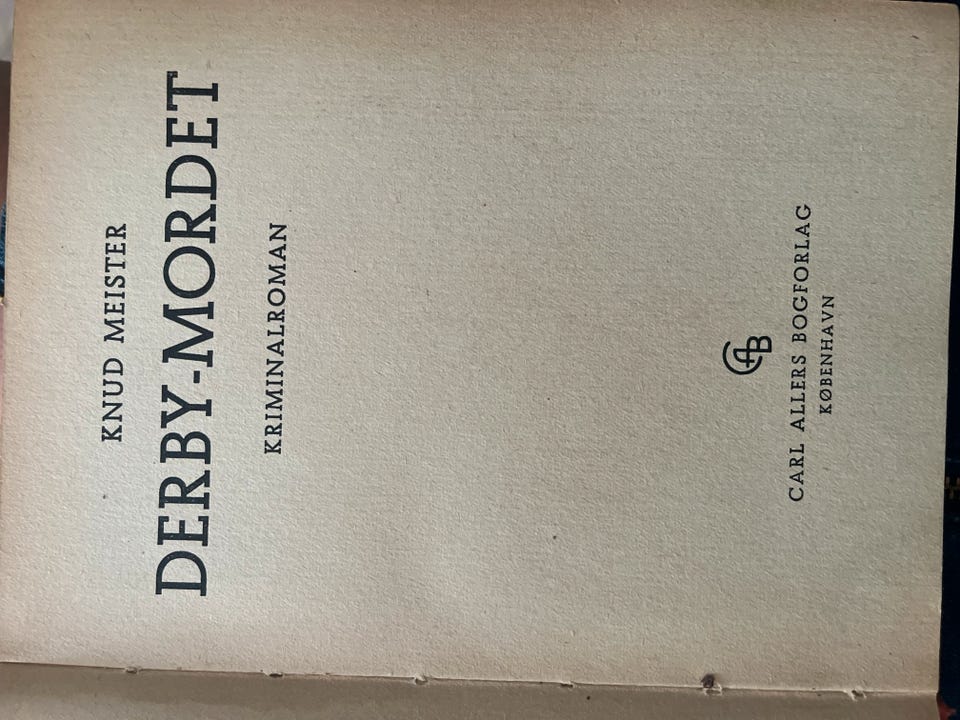 KNUD MEISTER
DERBY-MORDET
KRIMINALROMAN
CAB
CARL ALLERS BOGFORLAG
KØBENHAVN